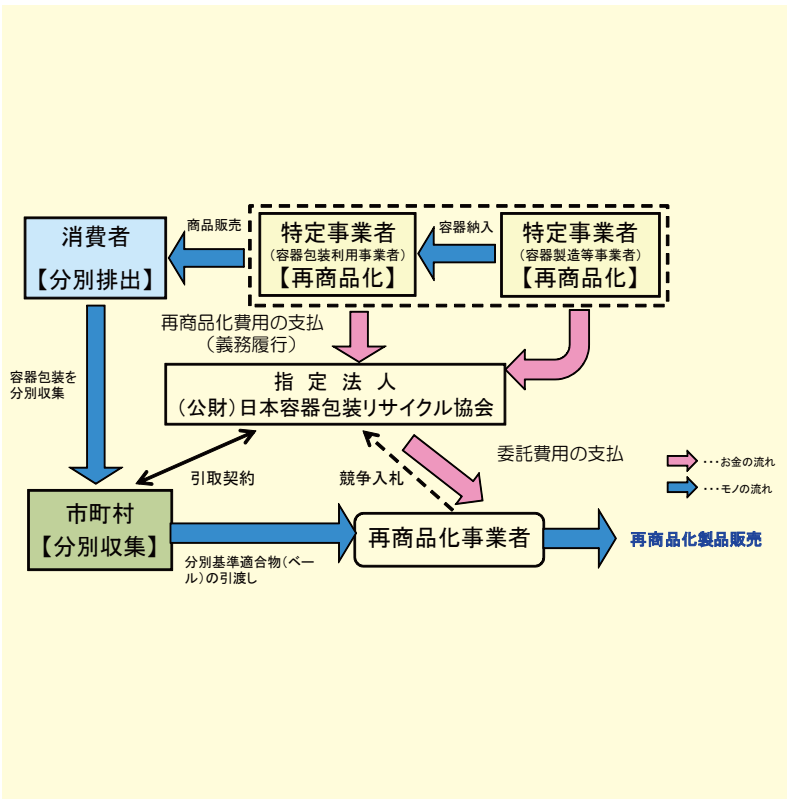 商品販売
消費者
【分別排出】
特定事業者
（容器包装利用事業者）
【再商品化】
容器納入
特定事業者
（容器製造等事業者）
【再商品化】
再商品化費用の支払
（義務履行）
容器包装を
分別収集
指 定 法 人
（公財）日本容器包装リサイクル協会
引取契約
競争入札
委託費用の支払
・・・お金の流れ
・・・モノの流れ
市町村
【分別収集】
分別基準適合物（ベー
ル）の引渡し
再商品化事業者
再商品化製品販売